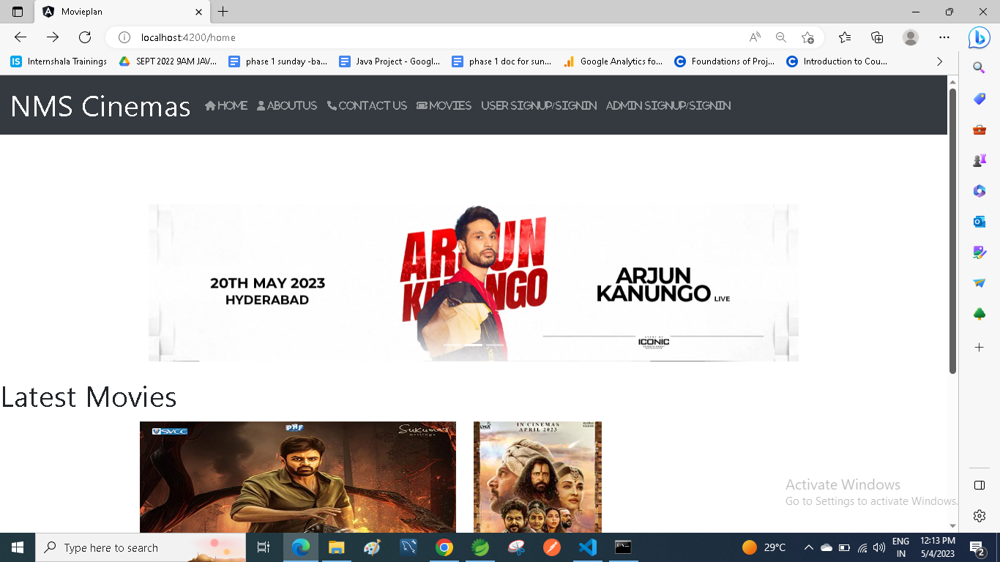 Movieplan
localhost:4200/home
Internshala Trainings
SEPT 2022 9AM JAV...
phase 1 sunday -ba...
Java Project - Googl...
phase 1 doc for sun...
Google Analytics fo...
Foundations of Proj...
Introduction to Cou...
NMS Cinemas
HOME
ABOUTUS
CONTACT US
MOVIES
USER SIGNUP/SIGNIN
ADMIN SIGNUP/SIGNIN
20TH MAY 2023
HYDERABAD
ARJUN
KANUNGO
ARJUN
KANUNGO LIVE
ICONIC
Latest Movies
SVCC
Sukumar
writings
LYCA
IN CINEMAS
APRIL 2023
Activate Windows
Go to Settings to activate Windows.
Type here to search
29°C
ENG
IN
12:13 PM
5/4/2023
2